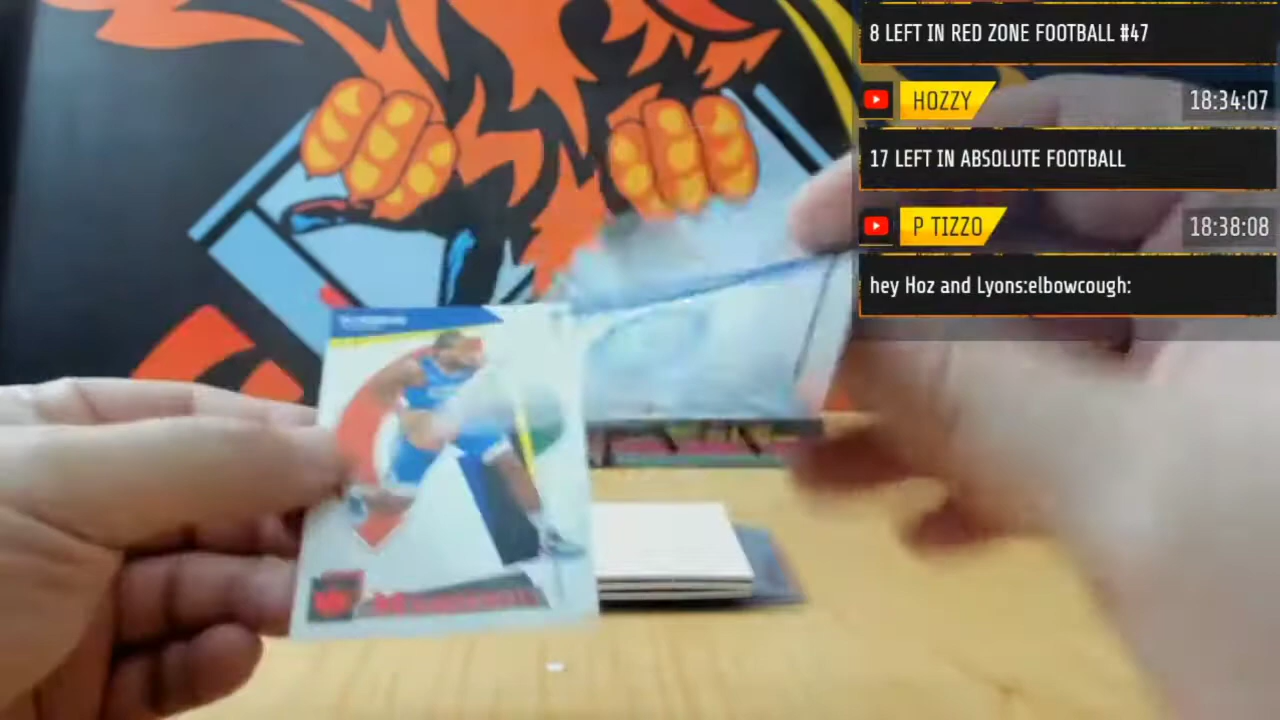 8 LEFT IN RED ZONE FOOTBALL #47
HOZZY 18:34:07
17 LEFT IN ABSOLUTE FOOTBALL
P TIZZO 18:38:08
hey Hoz and Lyons:elbowcough: